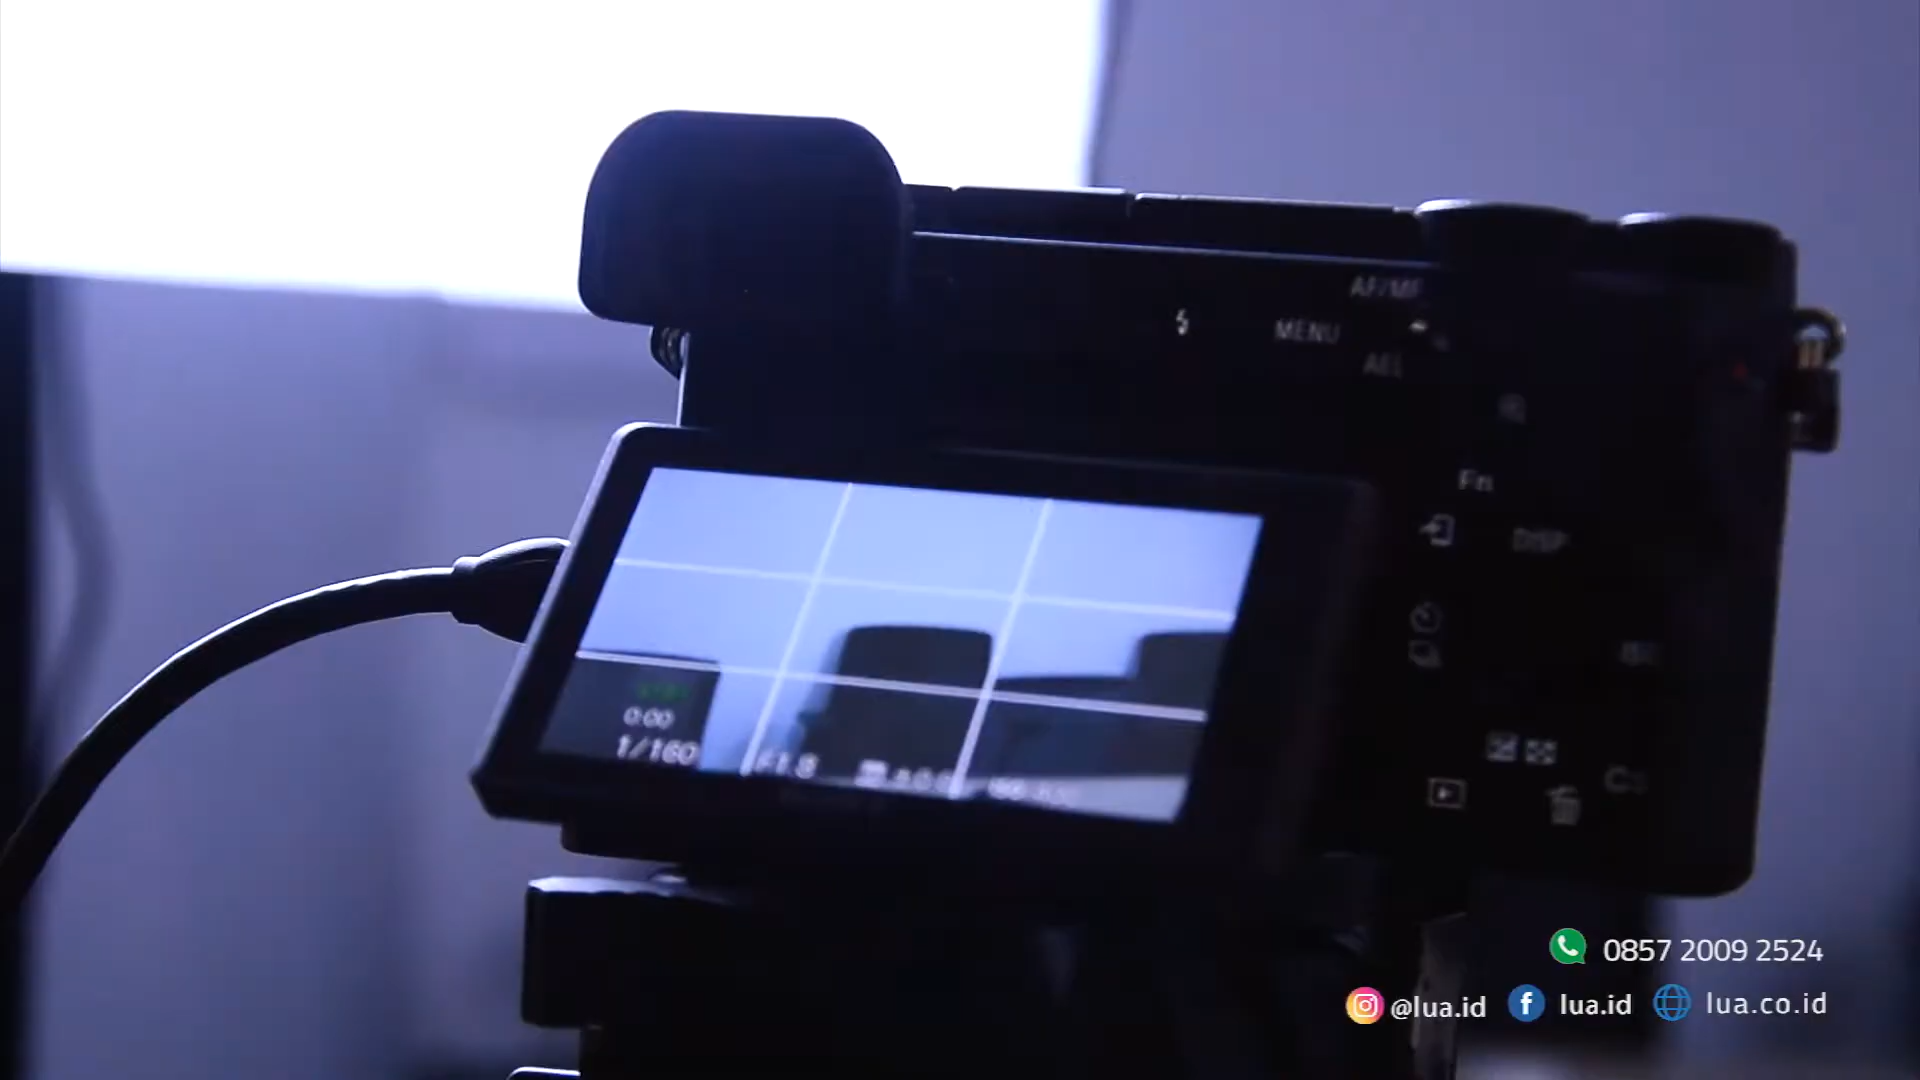 AF/MF
MENU
AEL
Fn
DISP
0:00
1/160
F1.8
0857 2009 2524
@lua.id lua.id lua.co.id